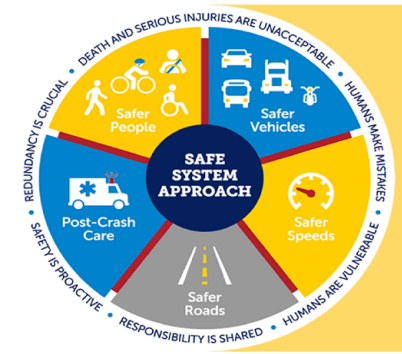 DEATH AND SERIOUS INJURIES ARE UNACCEPTABLE
HUMANS MAKE MISTAKES
HUMANS ARE VULNERABLE
RESPONSIBILITY IS SHARED
SAFETY IS PROACTIVE
REDUNDANCY IS CRUCIAL
Safer
People
Safer
Vehicles
SAFE
SYSTEM
APPROACH
Post-Crash
Care
Safer
Speeds
Safer
Roads